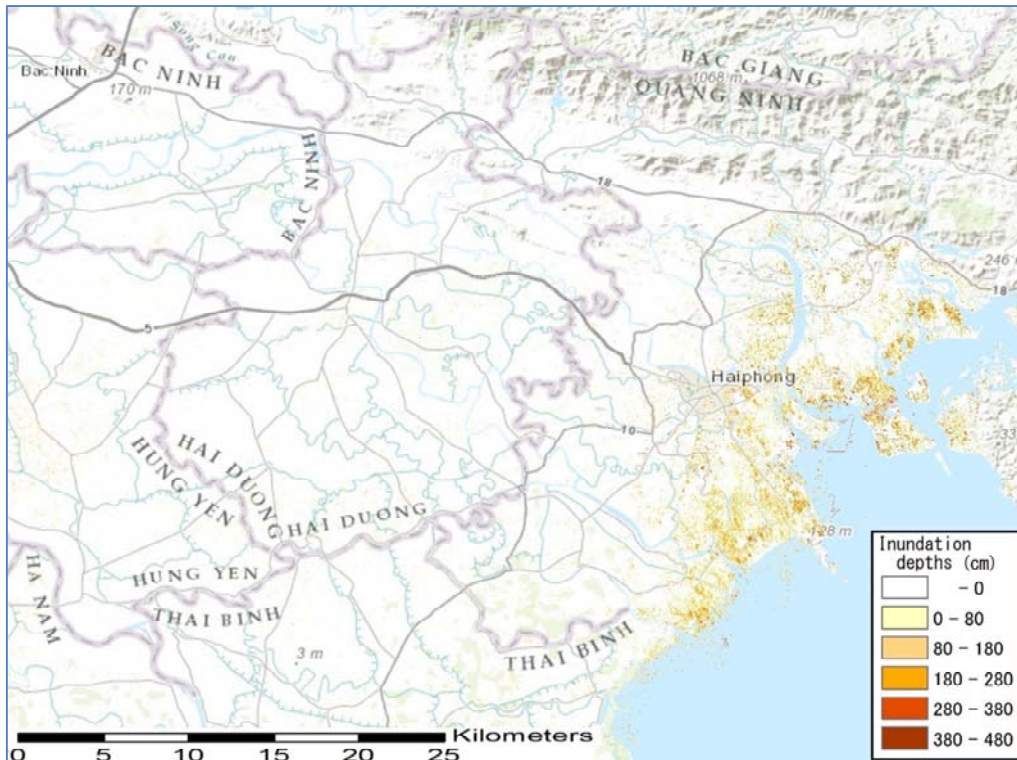 Song Cau
BAC NINH
Bac Ninh
170 m
BAC GIANG
1068 m
QUANG NINH
BAC NINH
18
246 m
18
5
Haiphong
10
33
HAI DUONG
HUNG YEN
HAI DUONG
128 m
HA NAM
HUNG YEN
THAI BINH
THAI BINH
3 m
Inundation
depths (cm)
- 0
0 - 80
80 - 180
180 - 280
280 - 380
380 - 480
Kilometers
0 5 10 15 20 25